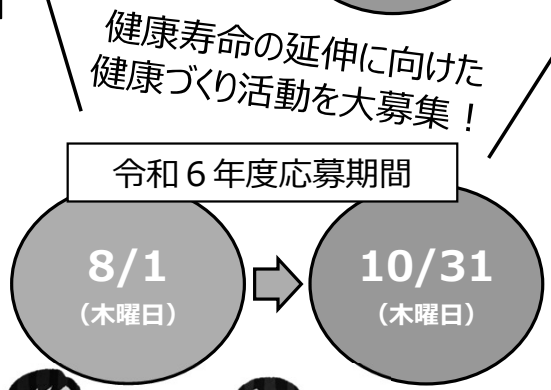 健康寿命の延伸に向けた
健康づくり活動を大募集！
令和６年度応募期間
8/1
（木曜日）
10/31
（木曜日）